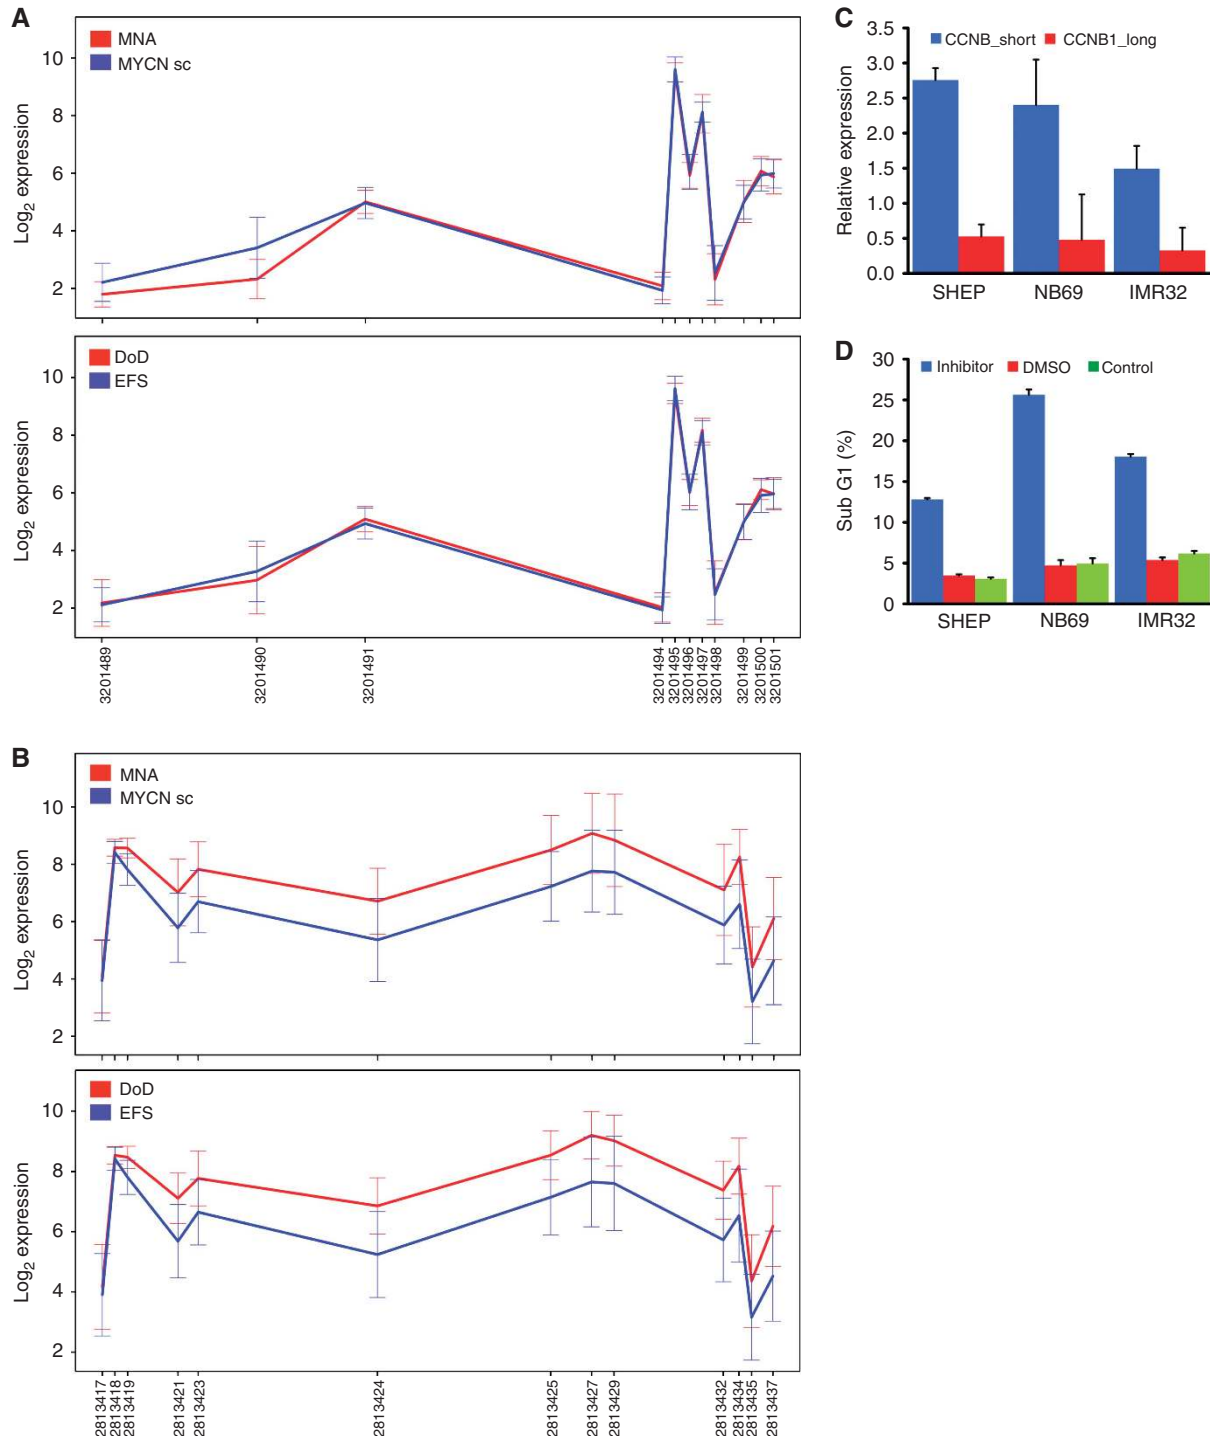 A
MNA
MYCN sc
Log2 expression
10
8
6
4
2
DoD
EFS
Log2 expression
10
8
6
4
2
3201489
3201490
3201491
3201494
3201495
3201496
3201497
3201498
3201499
3201500
3201501
B
MNA
MYCN sc
Log2 expression
10
8
6
4
2
DoD
EFS
Log2 expression
10
8
6
4
2
2813417
2813418
2813419
2813421
2813423
2813424
2813425
2813427
2813429
2813432
2813434
2813435
2813437
C
CCNB_short CCNB1_long
Relative expression
3.5
3.0
2.5
2.0
1.5
1.0
0.5
0.0
SHEP NB69 IMR32
D
Inhibitor DMSO Control
Sub G1 (%)
30
25
20
15
10
5
0
SHEP NB69 IMR32